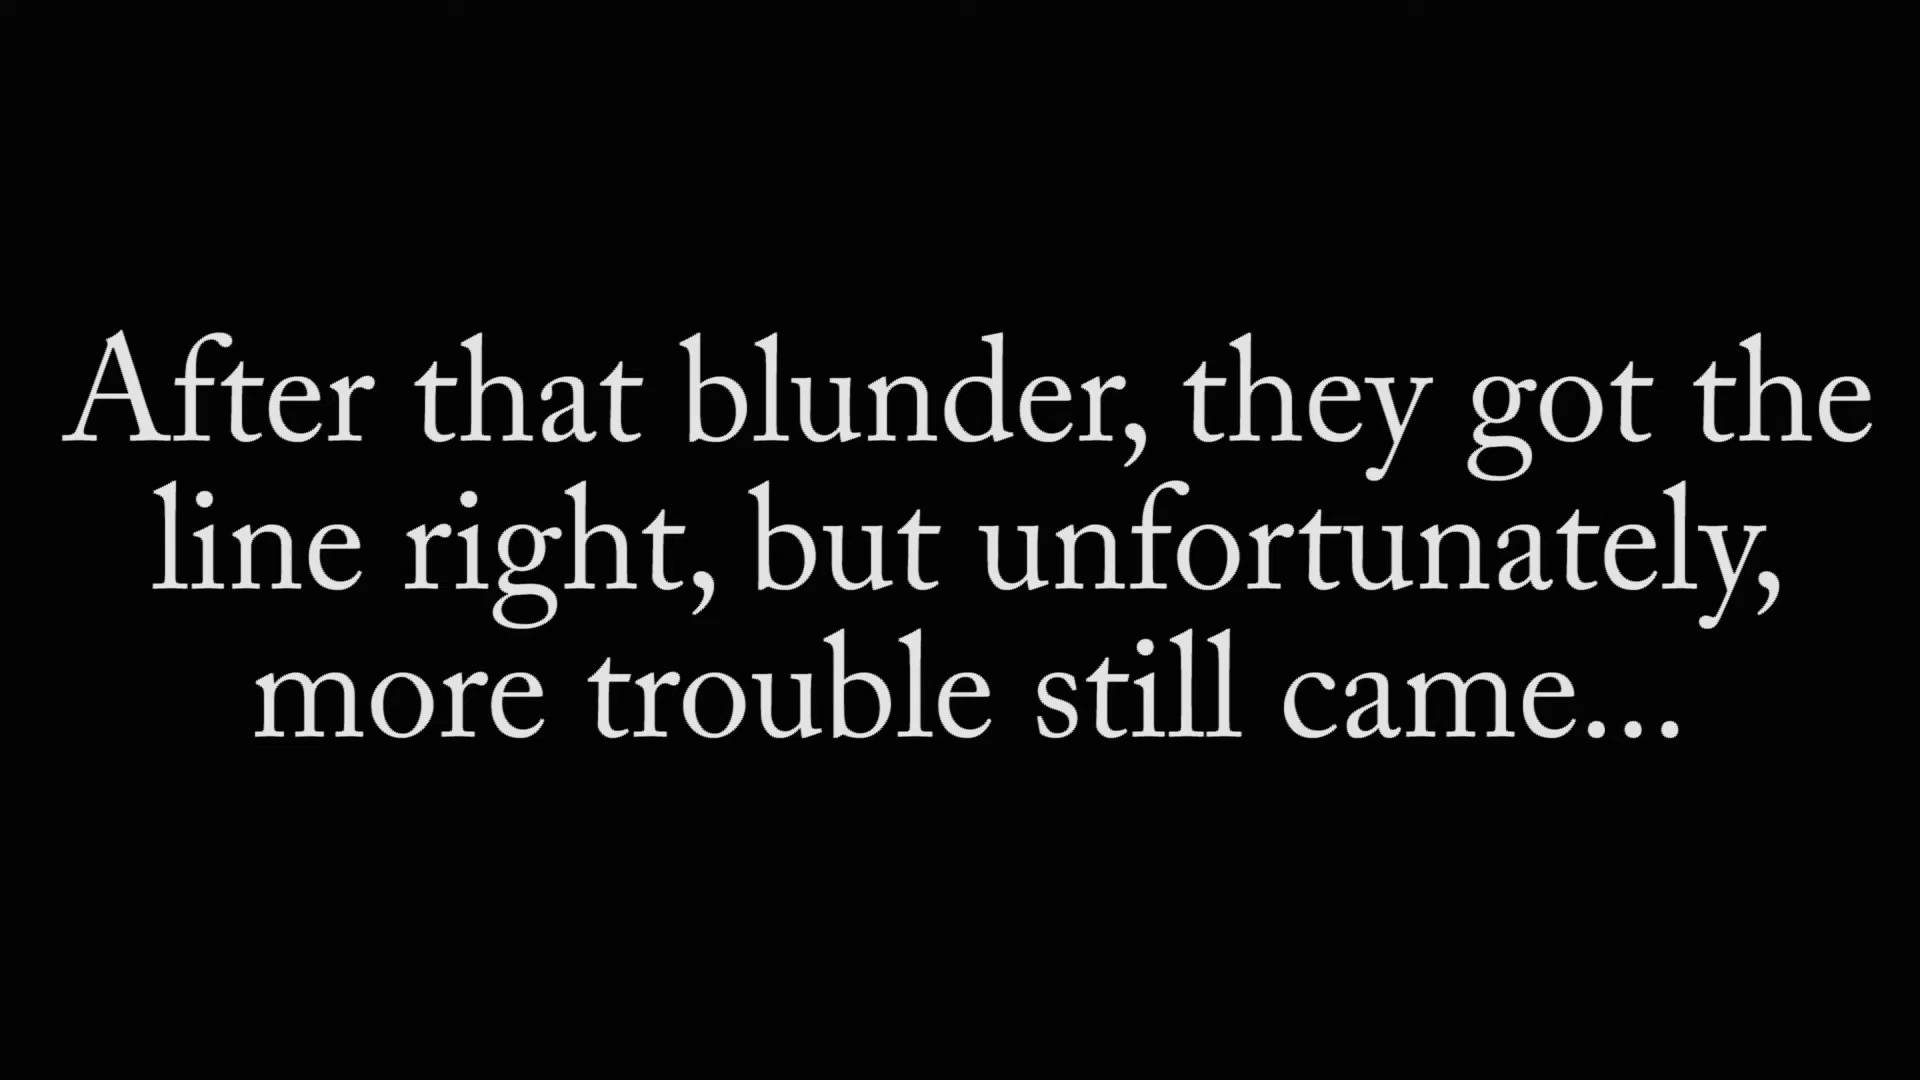 After that blunder, they got the
line right, but unfortunately,
more trouble still came...